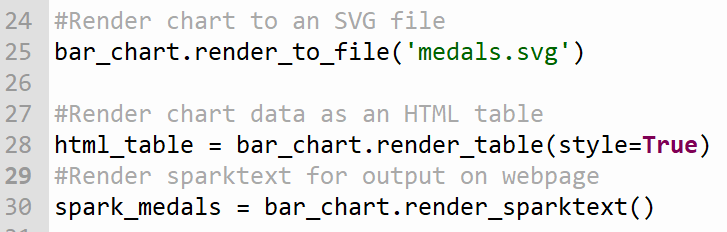 24 #Render chart to an SVG file
25 bar_chart.render_to_file('medals.svg')
26
27 #Render chart data as an HTML table
28 html_table = bar_chart.render_table(style=True)
29 #Render sparktext for output on webpage
30 spark_medals = bar_chart.render_sparktext()